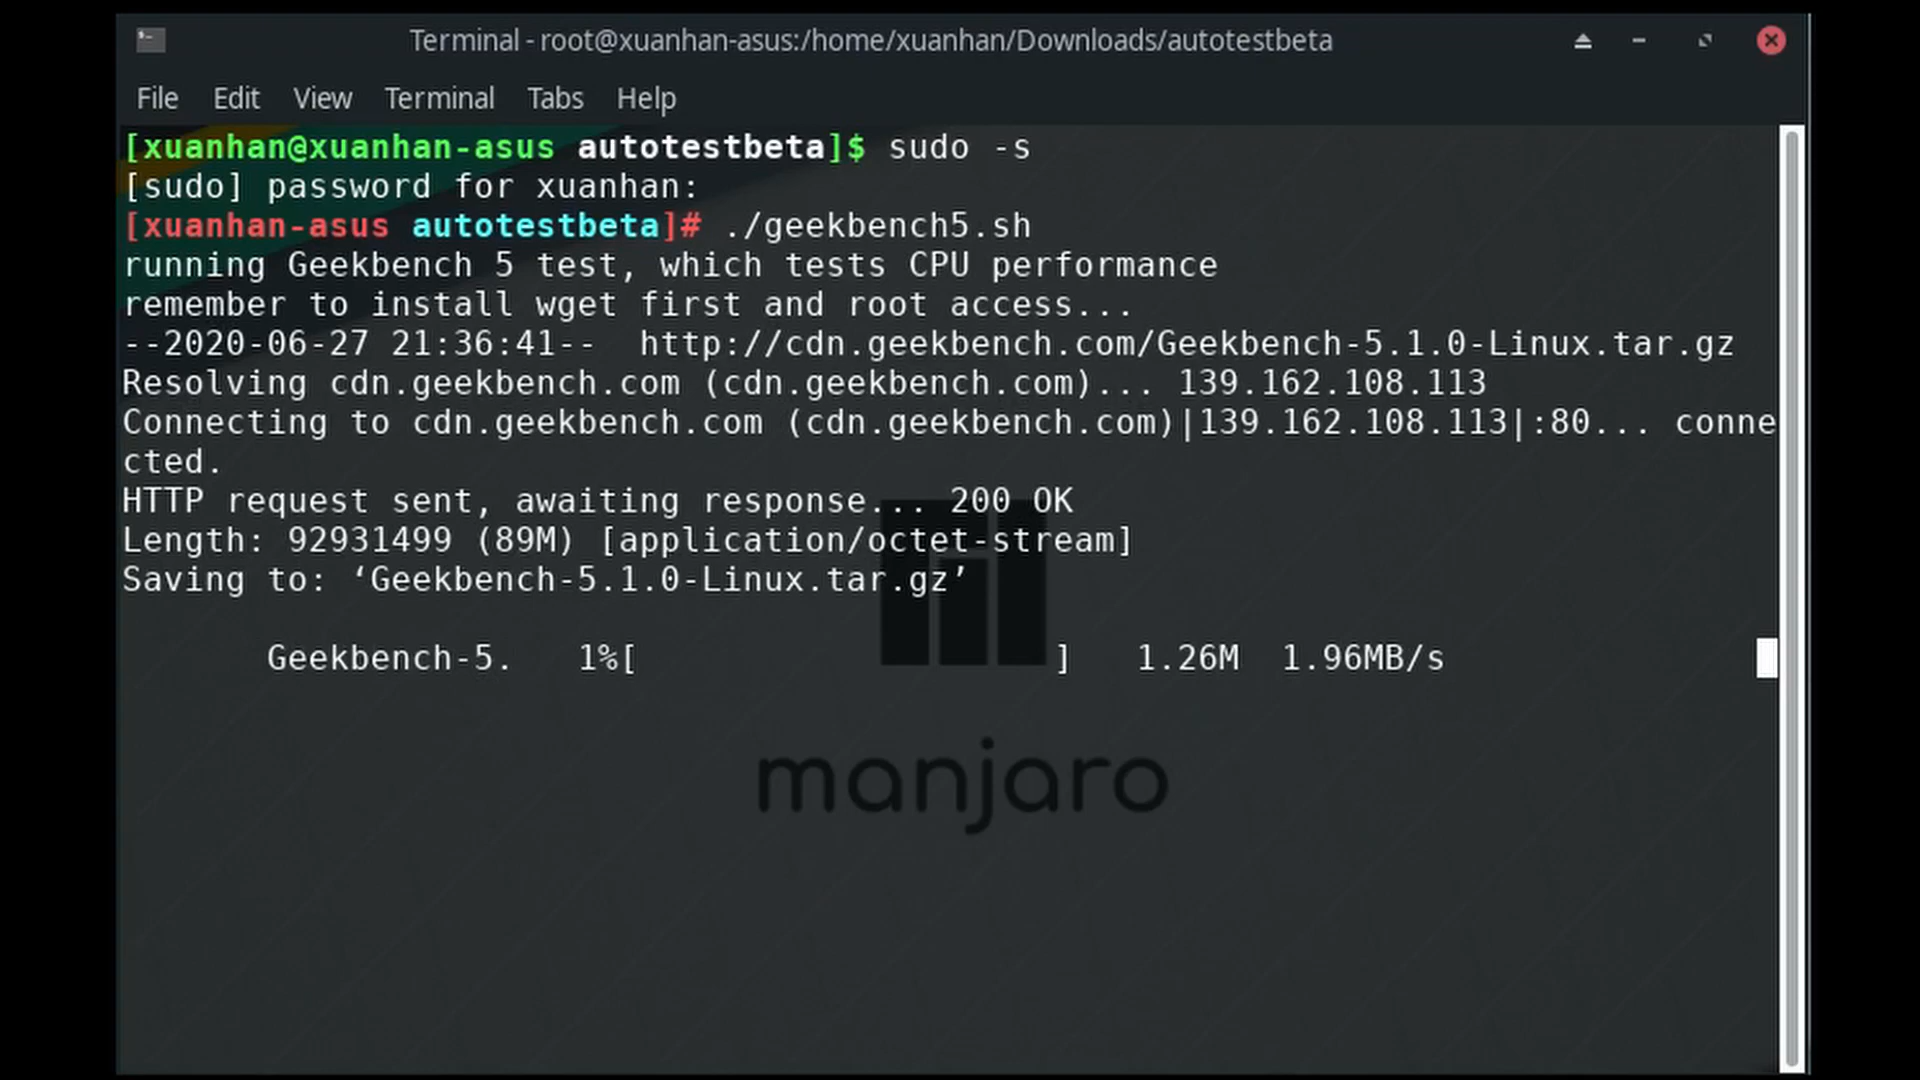 Terminal - root@xuanhan-asus:/home/xuanhan/Downloads/autotestbeta
File Edit View Terminal Tabs Help
[xuanhan@xuanhan-asus autotestbeta]$ sudo -s
[sudo] password for xuanhan:
[xuanhan-asus autotestbeta]# ./geekbench5.sh
running Geekbench 5 test, which tests CPU performance
remember to install wget first and root access...
--2020-06-27 21:36:41--  http://cdn.geekbench.com/Geekbench-5.1.0-Linux.tar.gz
Resolving cdn.geekbench.com (cdn.geekbench.com)... 139.162.108.113
Connecting to cdn.geekbench.com (cdn.geekbench.com)|139.162.108.113|:80... conne
cted.
HTTP request sent, awaiting response... 200 OK
Length: 92931499 (89M) [application/octet-stream]
Saving to: ‘Geekbench-5.1.0-Linux.tar.gz’
Geekbench-5.   1%[                    ]   1.26M  1.96MB/s
manjaro